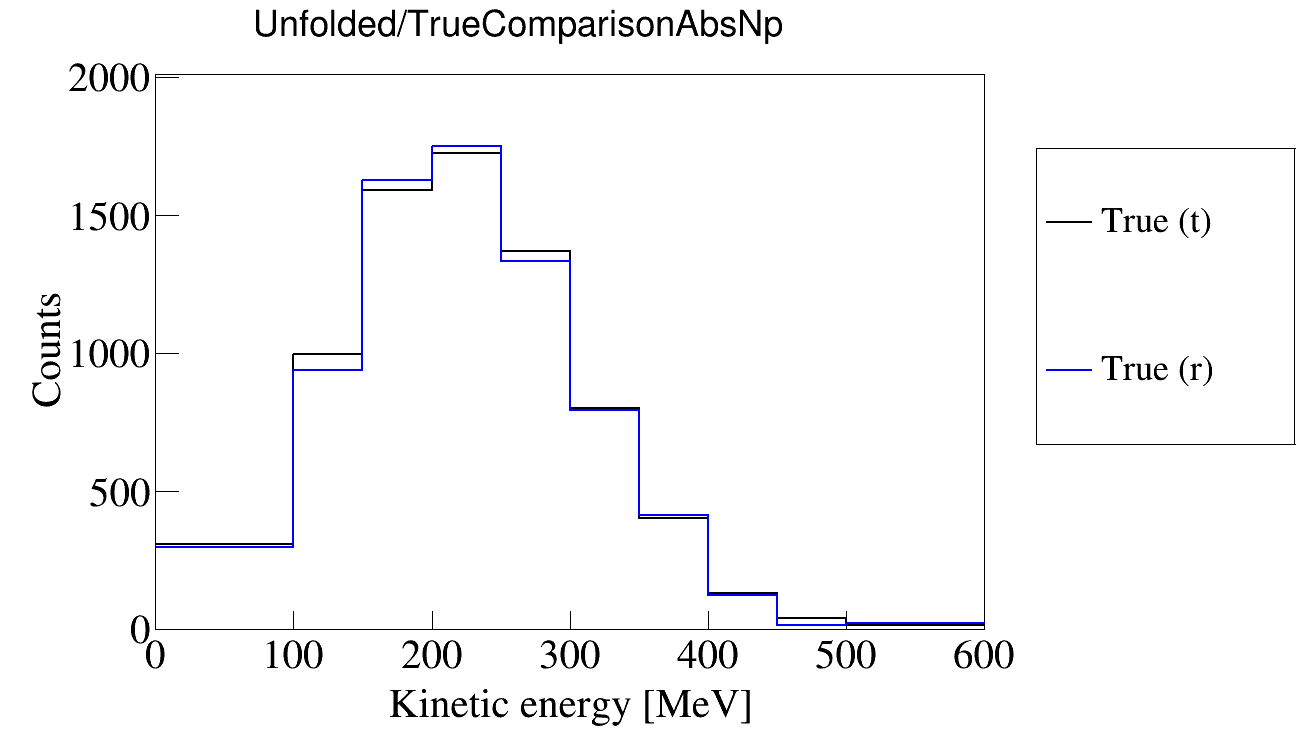 Unfolded/TrueComparisonAbsNp
2000
1500
1000
500
0
Counts
0 100 200 300 400 500 600
Kinetic energy [MeV]
True (t)
True (r)